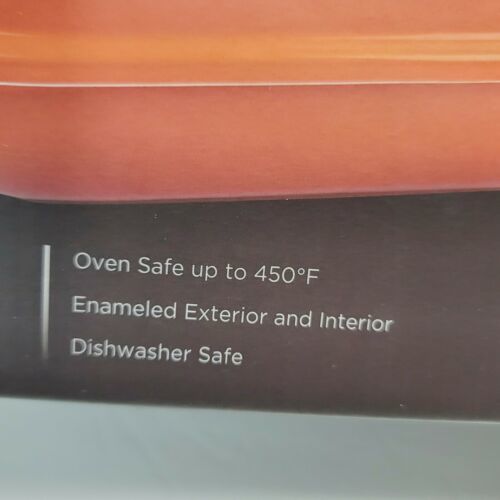 Oven Safe up to 450°F
Enameled Exterior and Interior
Dishwasher Safe